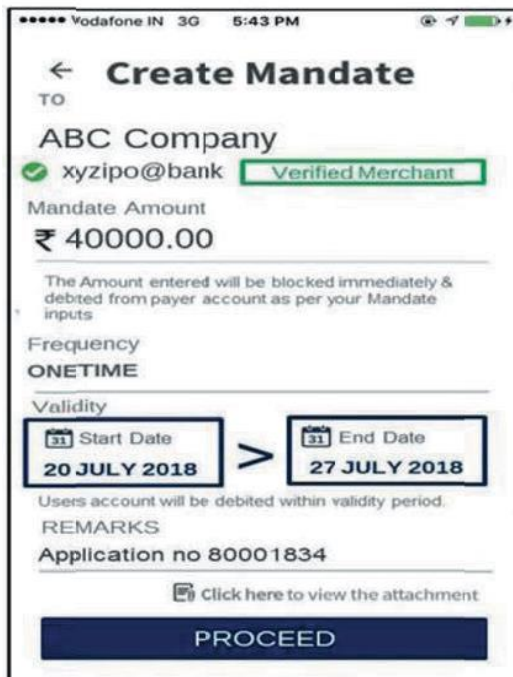 Vodafone IN 3G 5:43 PM
← Create Mandate
TO
ABC Company
xyzipo@bank Verified Merchant
Mandate Amount
₹ 40000.00
The Amount entered will be blocked immediately &
debited from payer account as per your Mandate
inputs
Frequency
ONETIME
Validity
31 Start Date > 31 End Date
20 JULY 2018 27 JULY 2018
Users account will be debited within validity period.
REMARKS
Application no 80001834
Click here to view the attachment
PROCEED